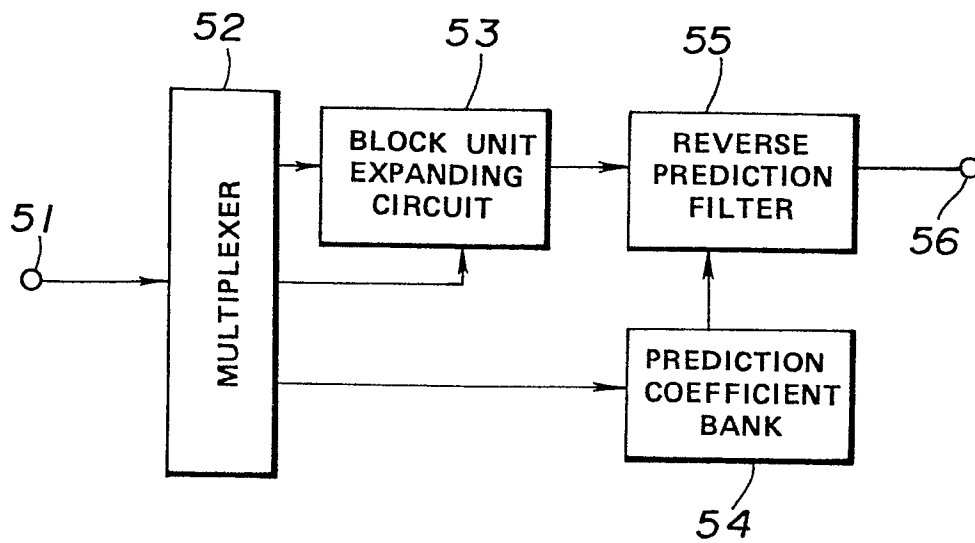 52
53
55
BLOCK UNIT
EXPANDING
CIRCUIT
REVERSE
PREDICTION
FILTER
51
56
MULTIPLEXER
PREDICTION
COEFFICIENT
BANK
54